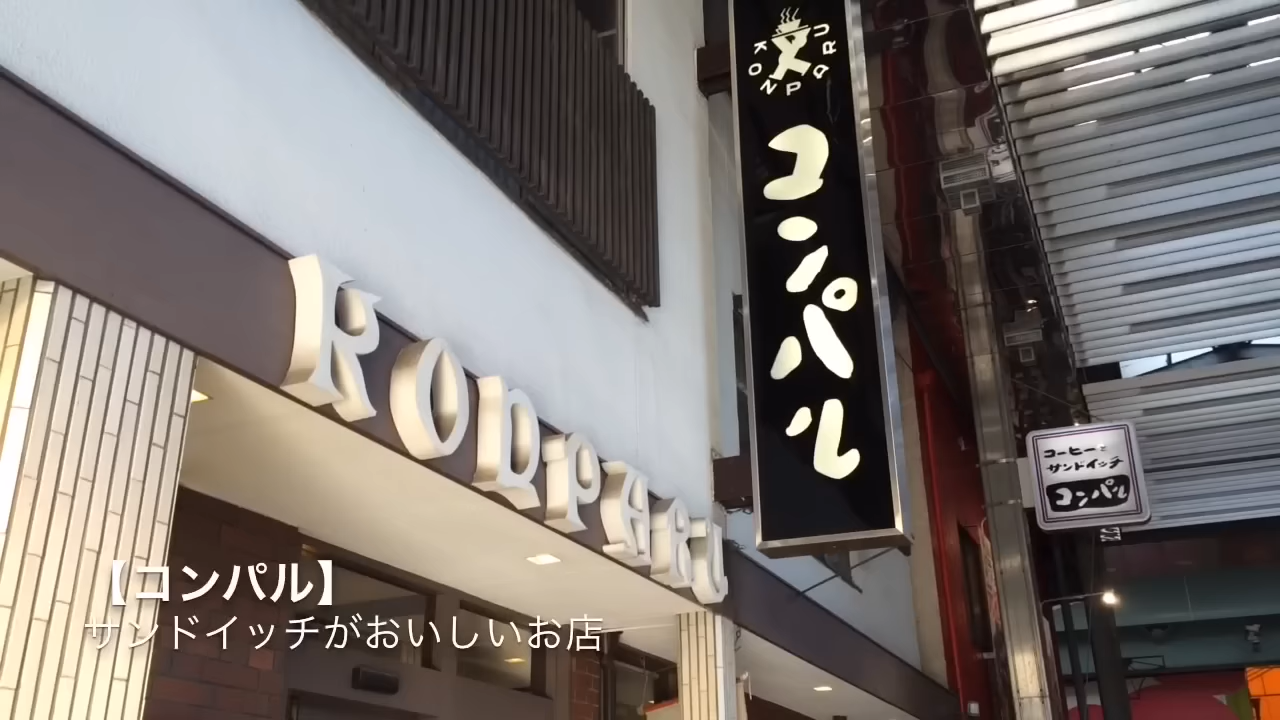 KONPARU
コンパル
KONPARU
コーヒーと
サンドイッチ
コンパル
【コンパル】
サンドイッチがおいしいお店